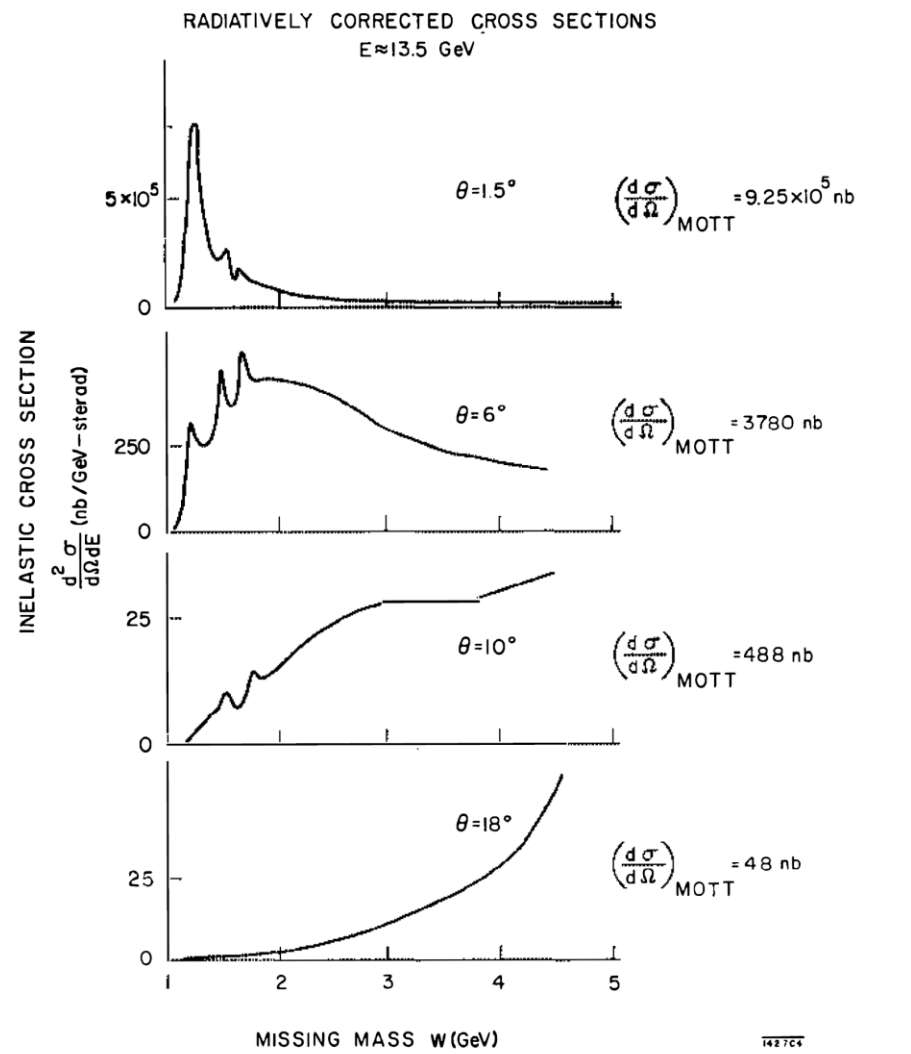 RADIATIVELY CORRECTED CROSS SECTIONS
E≈13.5 GeV
5×10⁵
0
θ=1.5°
(dσ/dΩ)MOTT =9.25×10⁵ nb
250
0
θ=6°
(dσ/dΩ)MOTT =3780 nb
25
0
θ=10°
(dσ/dΩ)MOTT =488 nb
25
0
θ=18°
(dσ/dΩ)MOTT =48 nb
1 2 3 4 5
MISSING MASS W (GeV)
INELASTIC CROSS SECTION
d²σ/dΩdE (nb/GeV-sterad)
1427C4